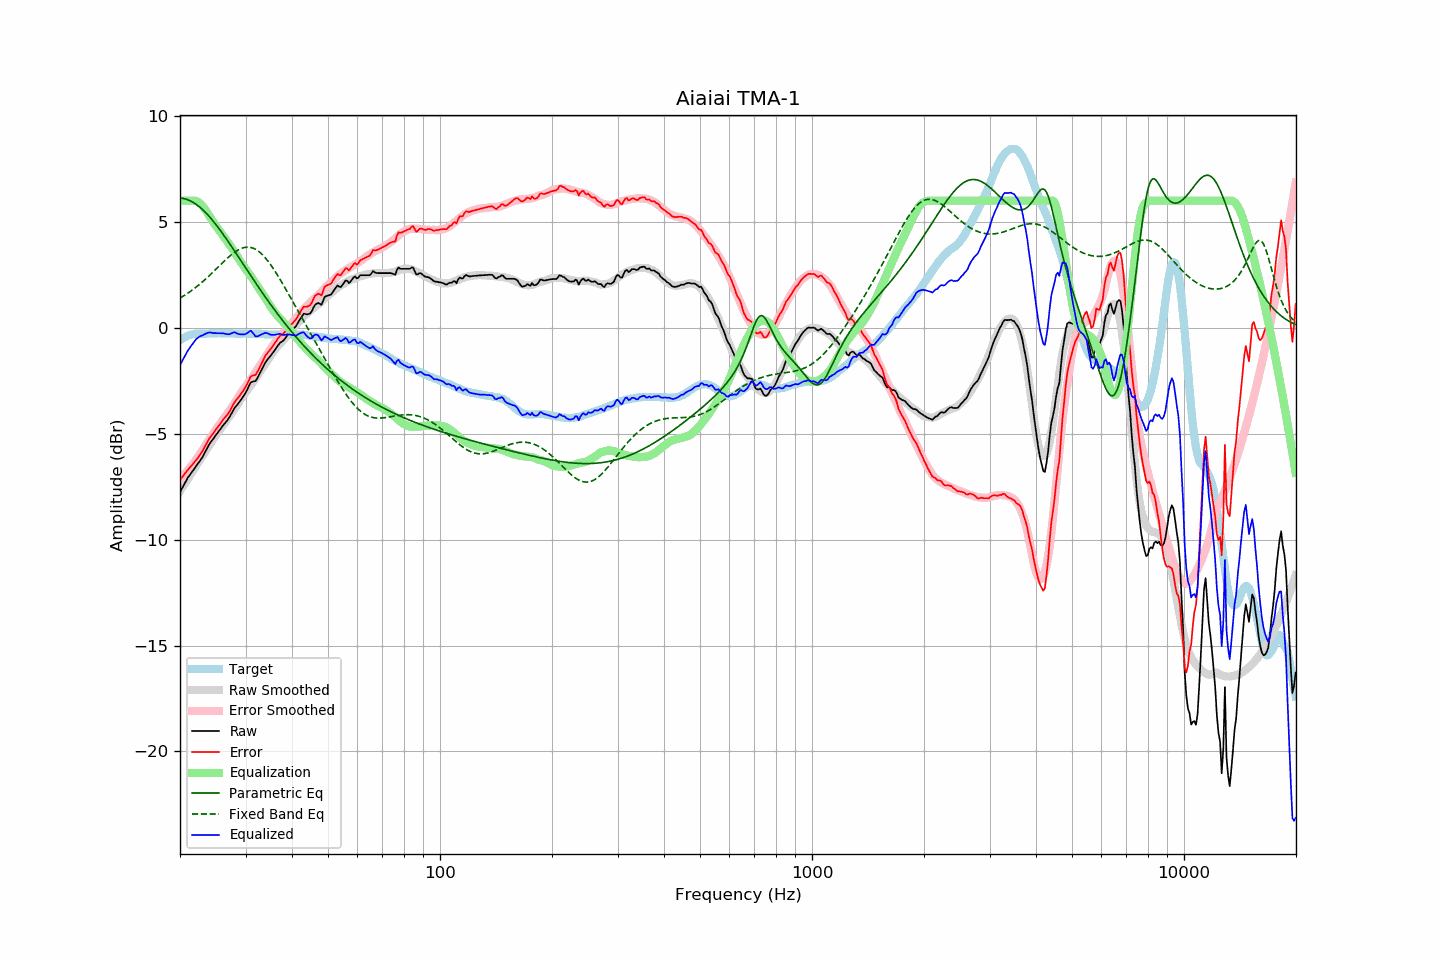 Aiaiai TMA-1
10
5
0
−5
−10
−15
−20
Amplitude (dBr)
Target
Raw Smoothed
Error Smoothed
Raw
Error
Equalization
Parametric Eq
Fixed Band Eq
Equalized
100
1000
10000
Frequency (Hz)